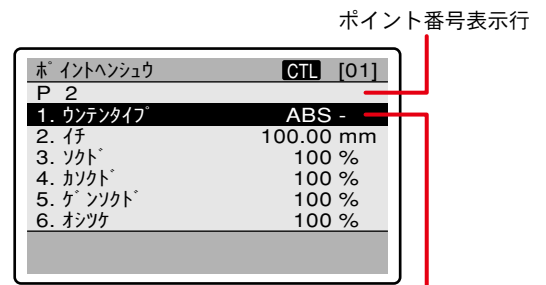 ポイント番号表示行
ﾎﾟｲﾝﾄﾍﾝｼｭｳ CTL [01]
P 2
1. ｳﾝﾃﾝﾀｲﾌﾟ ABS -
2. ｲﾁ 100.00 mm
3. ｿｸﾄﾞ 100 %
4. ｶｿｸﾄﾞ 100 %
5. ｹﾞﾝｿｸﾄﾞ 100 %
6. ｵｼﾂｹ 100 %